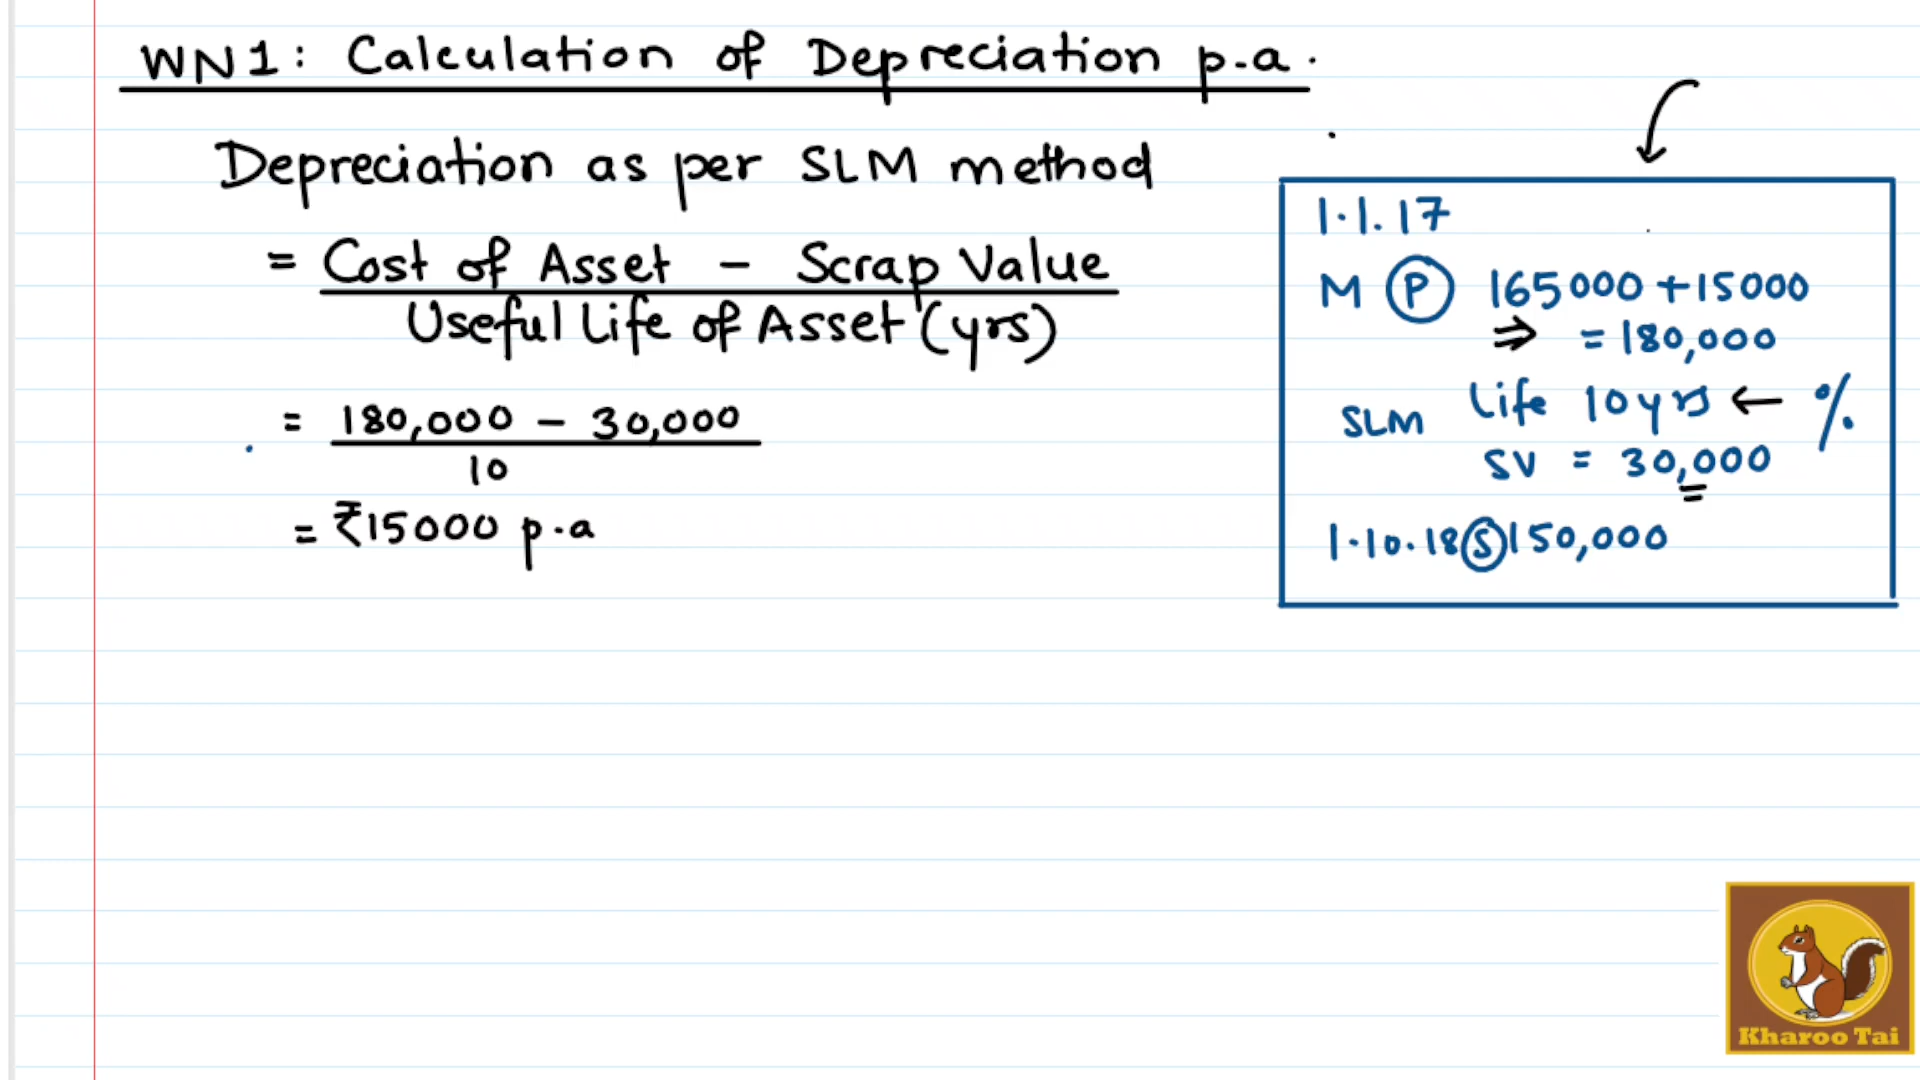 WN1: Calculation of Depreciation p.a.
Depreciation as per SLM method
= Cost of Asset - Scrap Value
Useful Life of Asset (yrs)
= 180,000 - 30,000
10
= ₹15000 p.a
1.1.17
M (P) 165000 +15000
⇒ = 180,000
SLM Life 10yrs ← %
SV = 30,000
1.10.18 (S) 150,000
Kharoo Tai